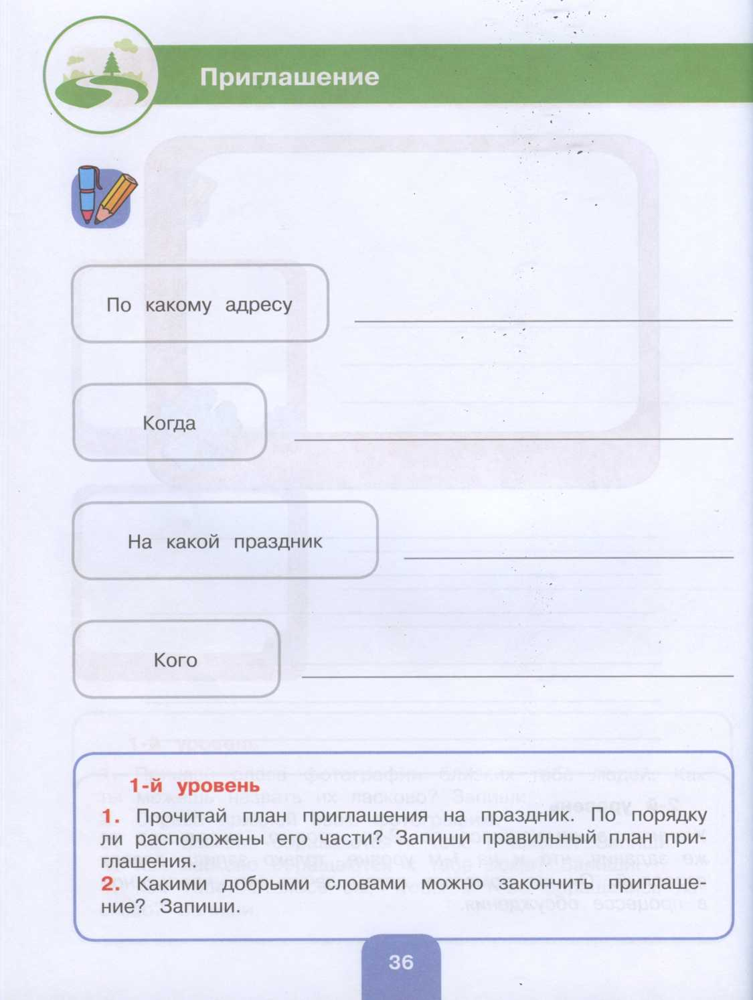 Приглашение
По какому адресу
Когда
На какой праздник
Кого
1-й уровень
1. Прочитай план приглашения на праздник. По порядку
ли расположены его части? Запиши правильный план при-
глашения.
2. Какими добрыми словами можно закончить приглаше-
ние? Запиши.
36